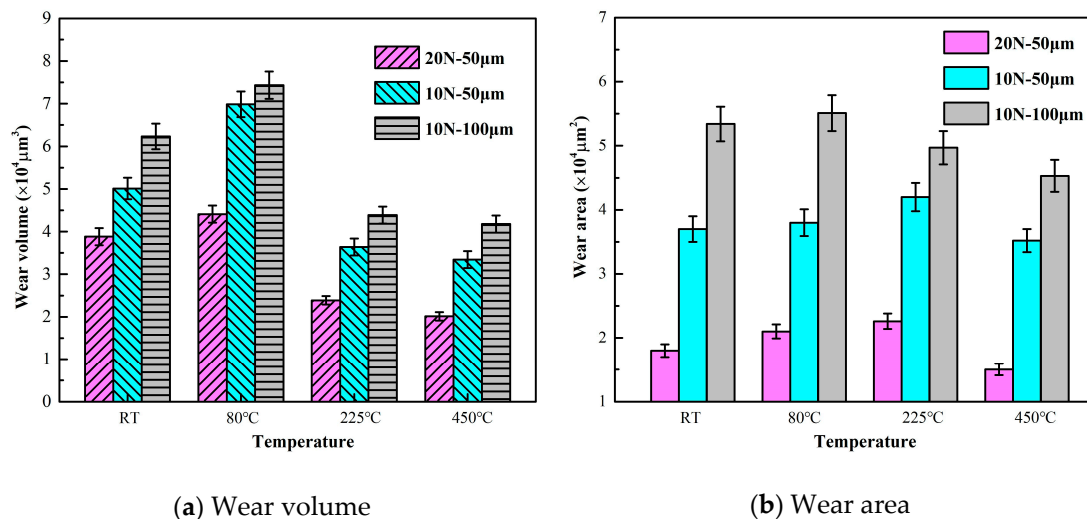 9
8
7
6
5
4
3
2
1
0
Wear volume (×10⁴μm³)
20N-50μm
10N-50μm
10N-100μm
RT 80°C 225°C 450°C
Temperature
(a) Wear volume
7
6
5
4
3
2
1
Wear area (×10⁴μm²)
20N-50μm
10N-50μm
10N-100μm
RT 80°C 225°C 450°C
Temperature
(b) Wear area